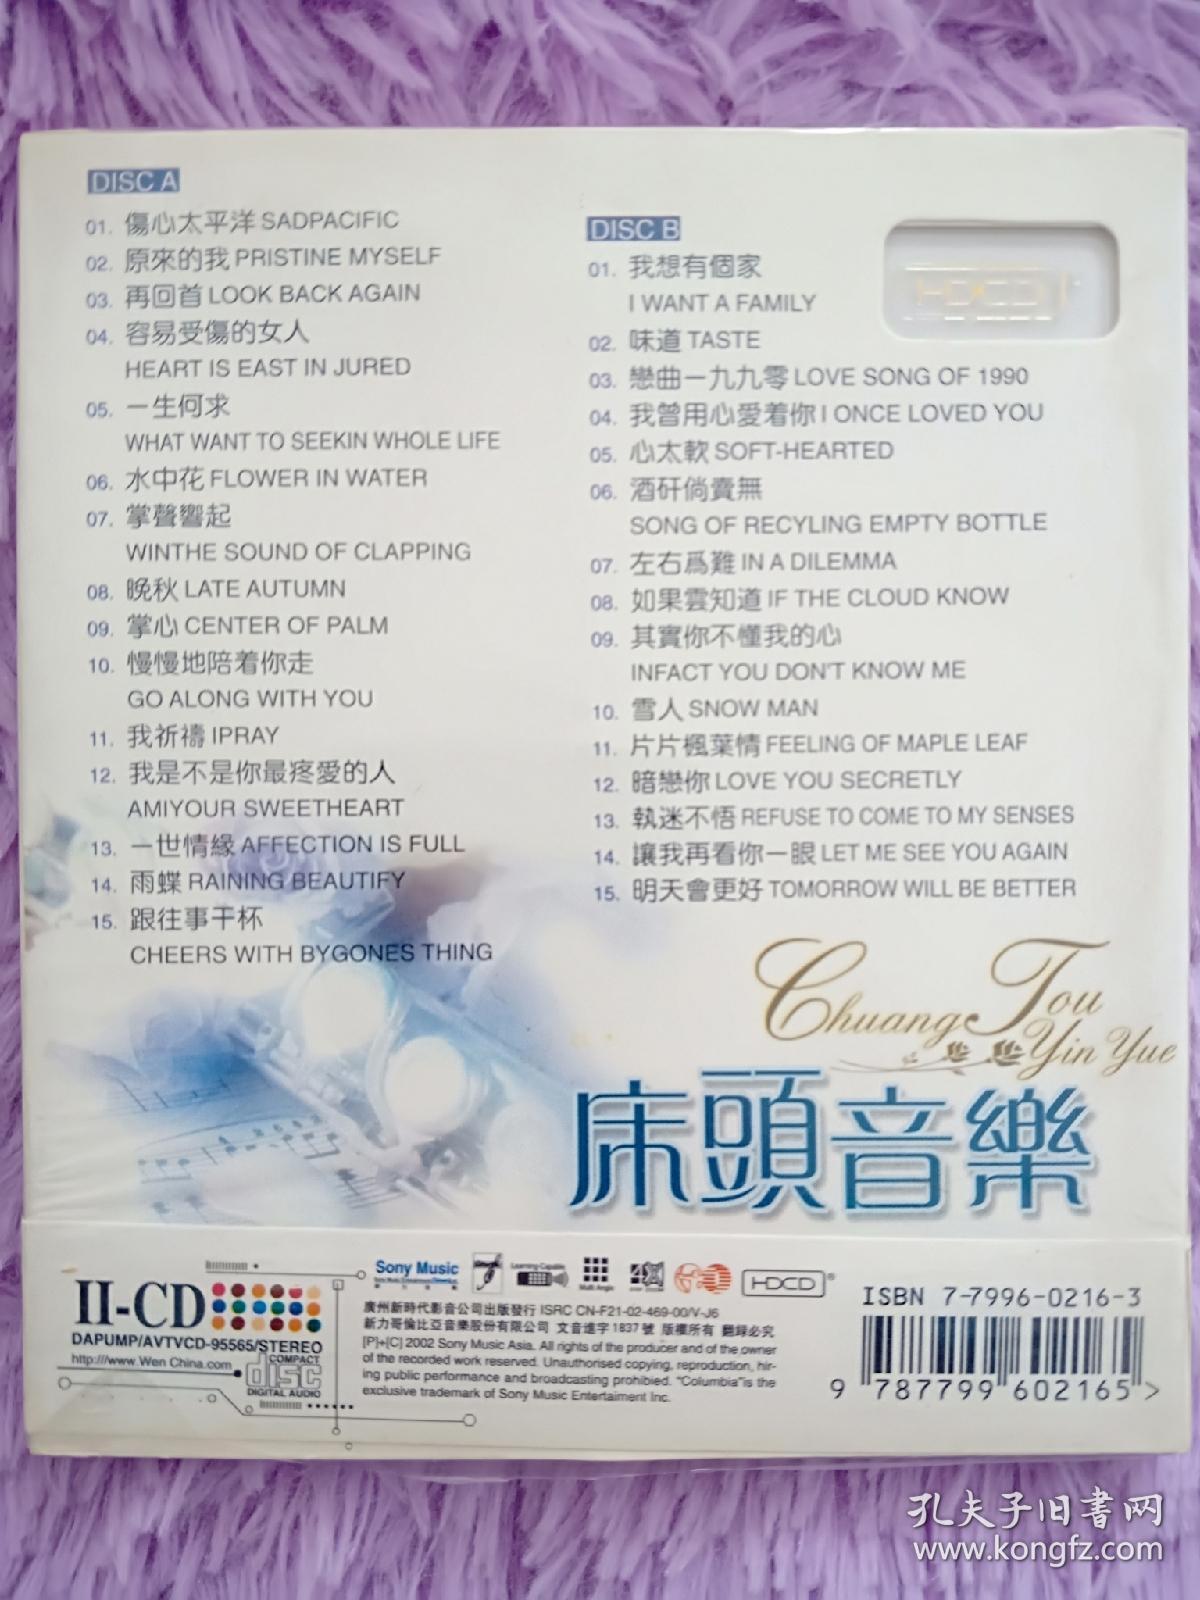 DISC A
01. 傷心太平洋 SADPACIFIC
02. 原來的我 PRISTINE MYSELF
03. 再回首 LOOK BACK AGAIN
04. 容易受傷的女人
HEART IS EAST IN JURED
05. 一生何求
WHAT WANT TO SEEKIN WHOLE LIFE
06. 水中花 FLOWER IN WATER
07. 掌聲響起
WINTHE SOUND OF CLAPPING
08. 晚秋 LATE AUTUMN
09. 掌心 CENTER OF PALM
10. 慢慢地陪着你走
GO ALONG WITH YOU
11. 我祈禱 IPRAY
12. 我是不是你最疼愛的人
AMIYOUR SWEETHEART
13. 一世情緣 AFFECTION IS FULL
14. 雨蝶 RAINING BEAUTIFY
15. 跟往事干杯
CHEERS WITH BYGONES THING
DISC B
01. 我想有個家
I WANT A FAMILY
02. 味道 TASTE
03. 戀曲一九九零 LOVE SONG OF 1990
04. 我曾用心愛着你 I ONCE LOVED YOU
05. 心太軟 SOFT-HEARTED
06. 酒矸倘賣無
SONG OF RECYLING EMPTY BOTTLE
07. 左右爲難 IN A DILEMMA
08. 如果雲知道 IF THE CLOUD KNOW
09. 其實你不懂我的心
INFACT YOU DON'T KNOW ME
10. 雪人 SNOW MAN
11. 片片楓葉情 FEELING OF MAPLE LEAF
12. 暗戀你 LOVE YOU SECRETLY
13. 執迷不悟 REFUSE TO COME TO MY SENSES
14. 讓我再看你一眼 LET ME SEE YOU AGAIN
15. 明天會更好 TOMORROW WILL BE BETTER
HDCD
Chuang Tou
Yin Yue
床頭音樂
II-CD
DAPUMP/AVTVCD-95565/STEREO
http:///www.Wen China.com
COMPACT
disc
DIGITAL AUDIO
Sony Music
HDCD®
廣州新時代影音公司出版發行 ISRC CN-F21-02-469-00/V·J6
新力哥倫比亞音樂股份有限公司 文音進字1837號 版權所有 翻録必究
[P]+[C] 2002 Sony Music Asia. All rights of the producer and of the owner
of the recorded work reserved. Unauthorised copying, reproduction, hir-
ing public performance and broadcasting prohibied. "Columbia"is the
exclusive trademark of Sony Music Entertaiment Inc.
ISBN 7-7996-0216-3
9 787799 602165 >
孔夫子旧书网
www.kongfz.com